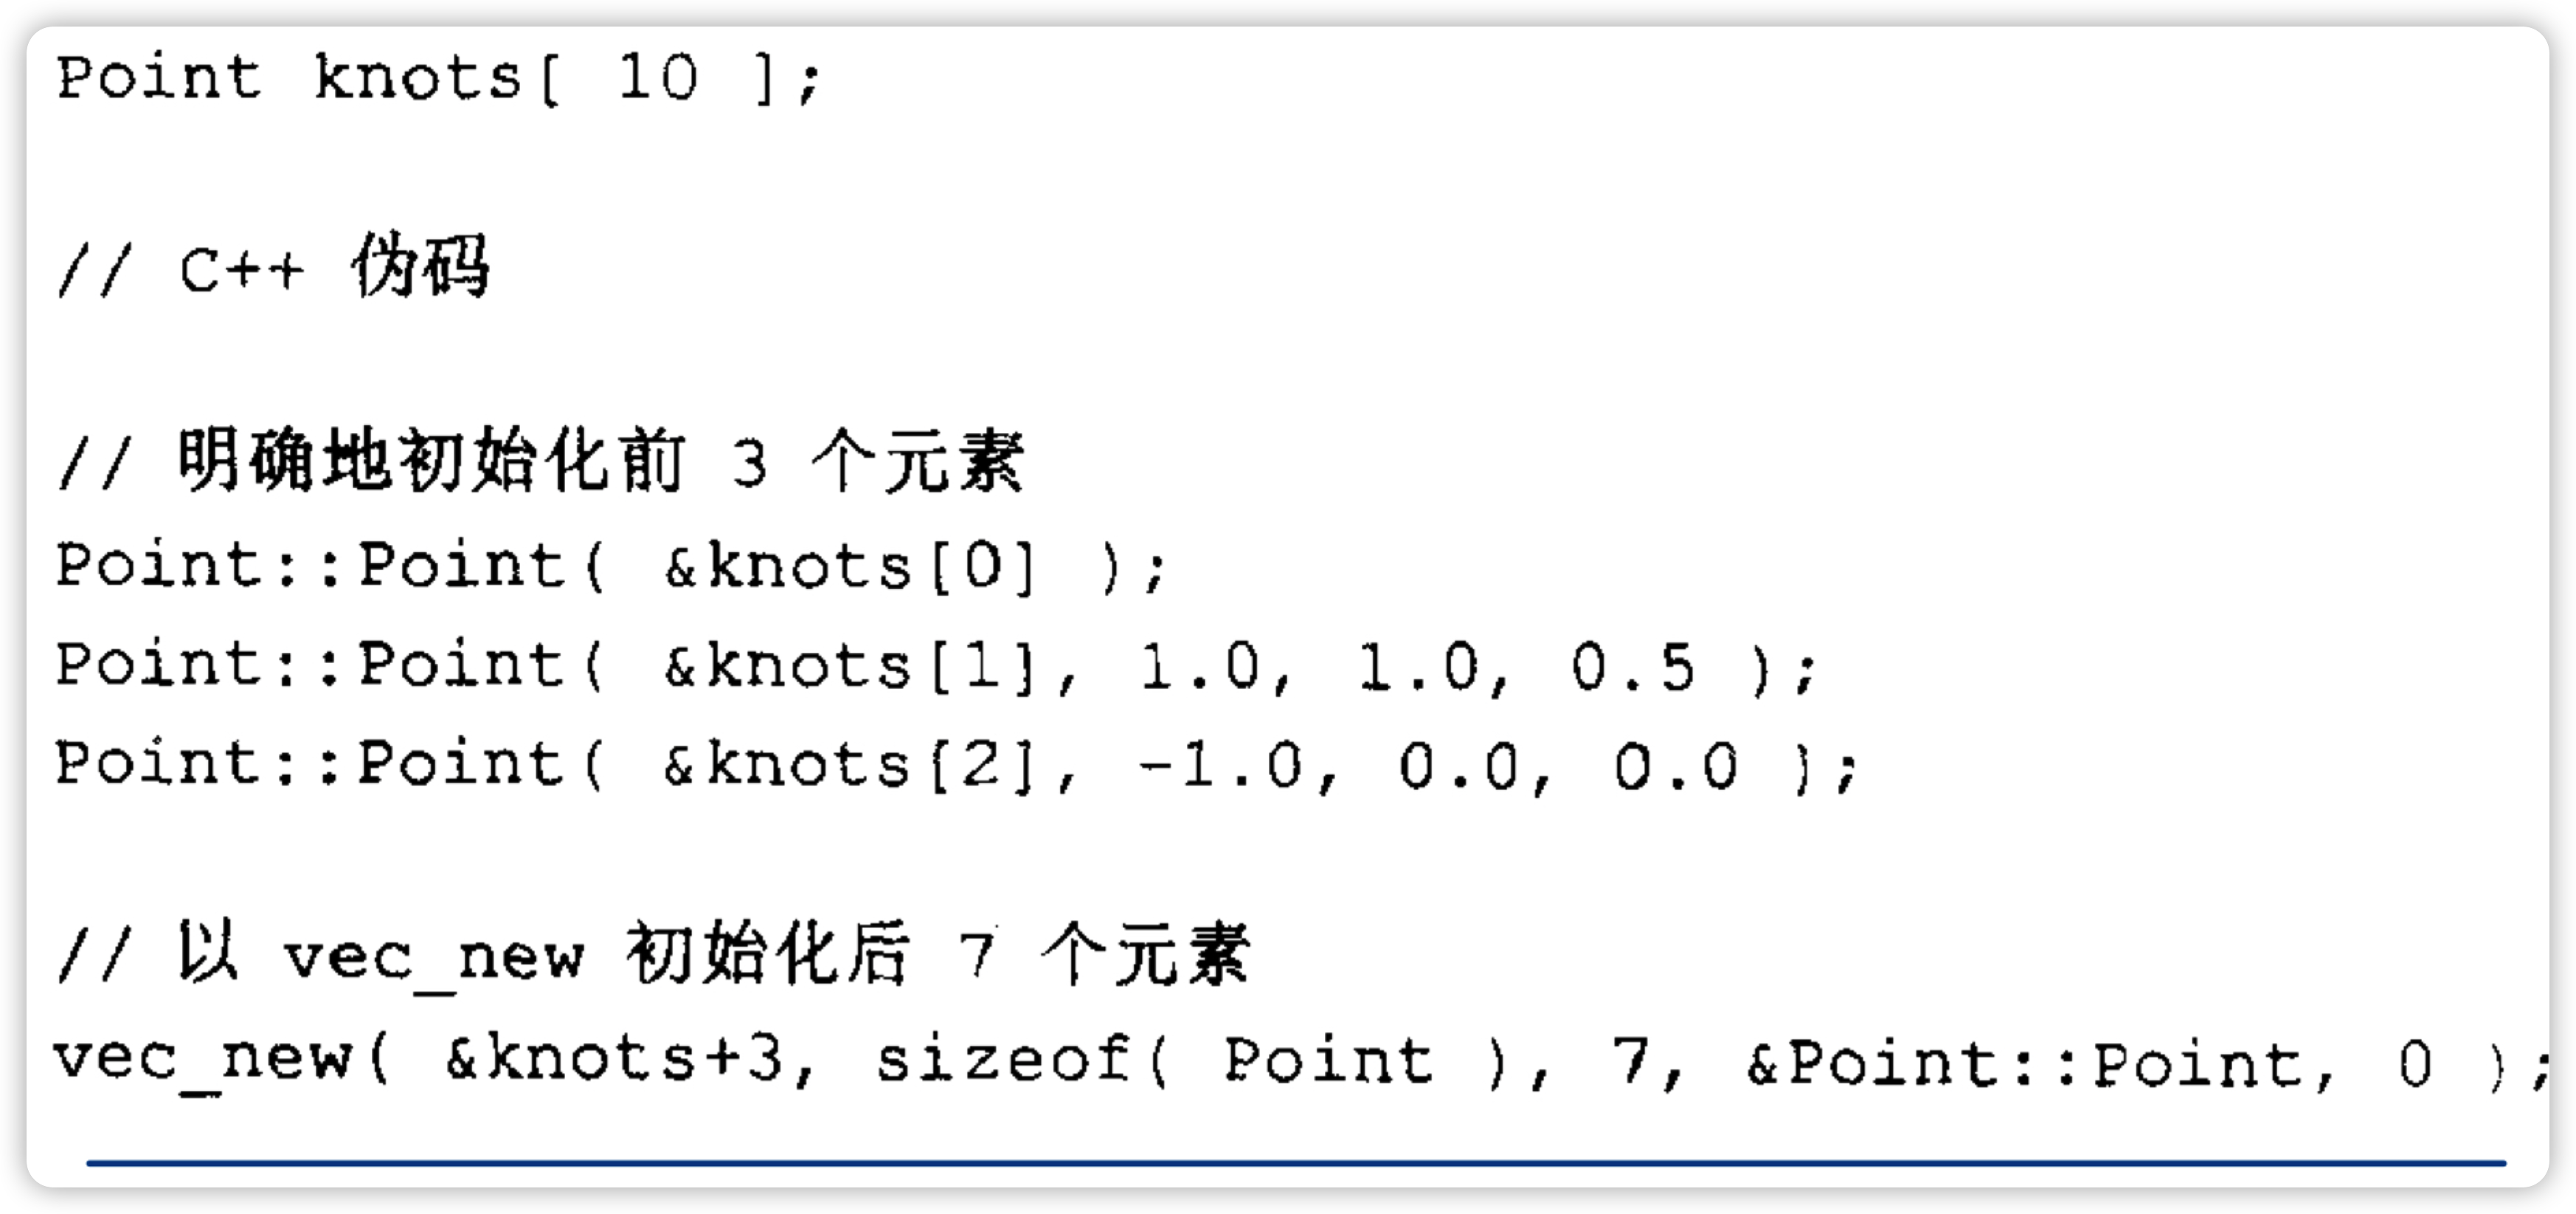 Point knots[ 10 ];
// C++ 伪码
// 明确地初始化前 3 个元素
Point::Point( &knots[0] );
Point::Point( &knots[1], 1.0, 1.0, 0.5 );
Point::Point( &knots[2], -1.0, 0.0, 0.0 );
// 以 vec_new 初始化后 7 个元素
vec_new( &knots+3, sizeof( Point ), 7, &Point::Point, 0 );